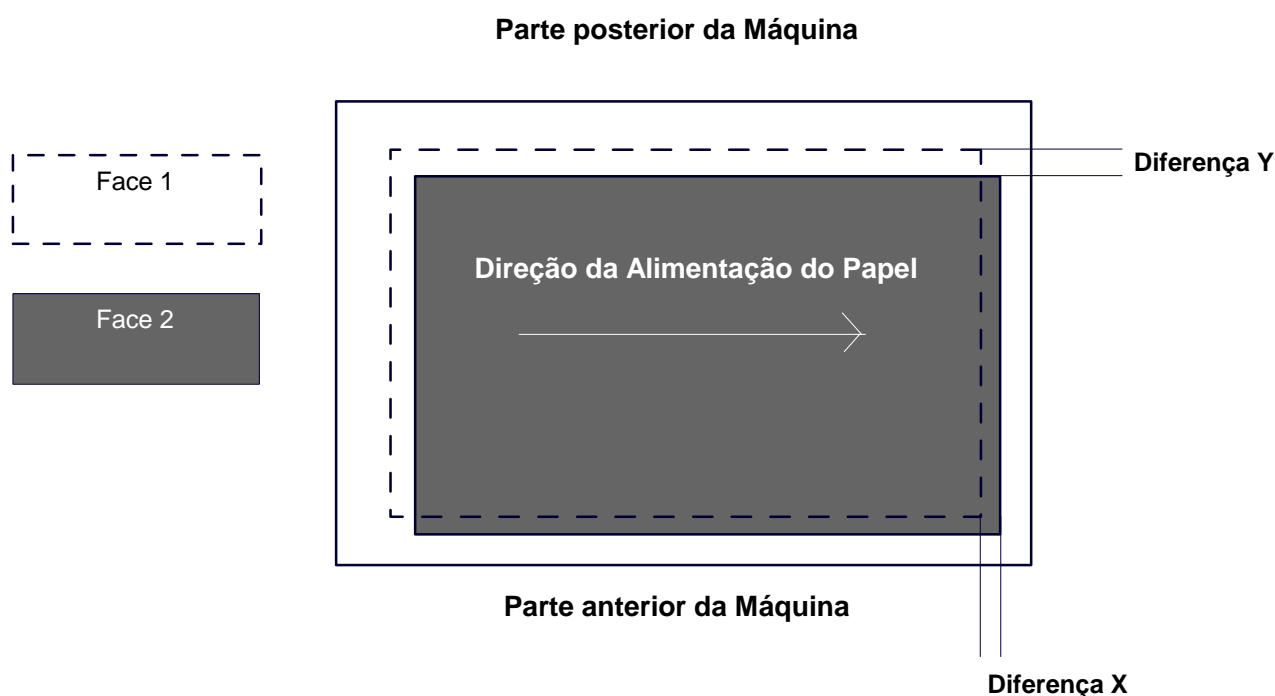 Parte posterior da Máquina
Diferença Y
Face 1
Direção da Alimentação do Papel
Face 2
Parte anterior da Máquina
Diferença X